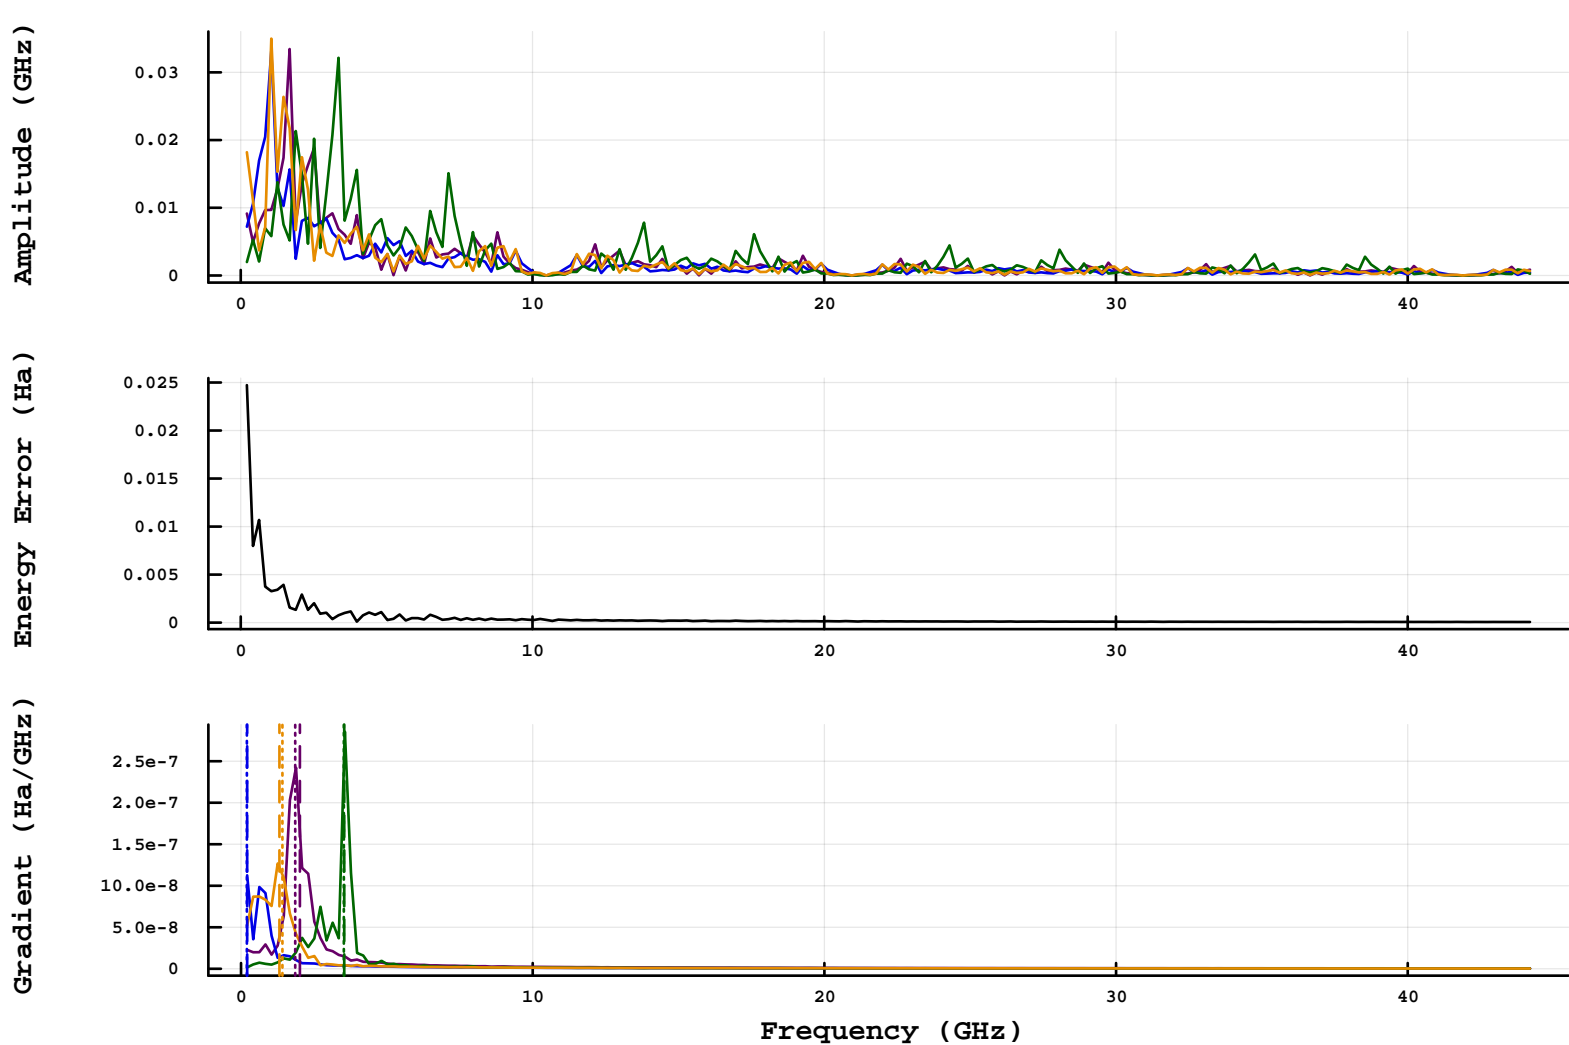 Amplitude (GHz)
0.03
0.02
0.01
0
0 10 20 30 40
Energy Error (Ha)
0.025
0.02
0.015
0.01
0.005
0
0 10 20 30 40
Gradient (Ha/GHz)
2.5e-7
2.0e-7
1.5e-7
10.0e-8
5.0e-8
0
0 10 20 30 40
Frequency (GHz)